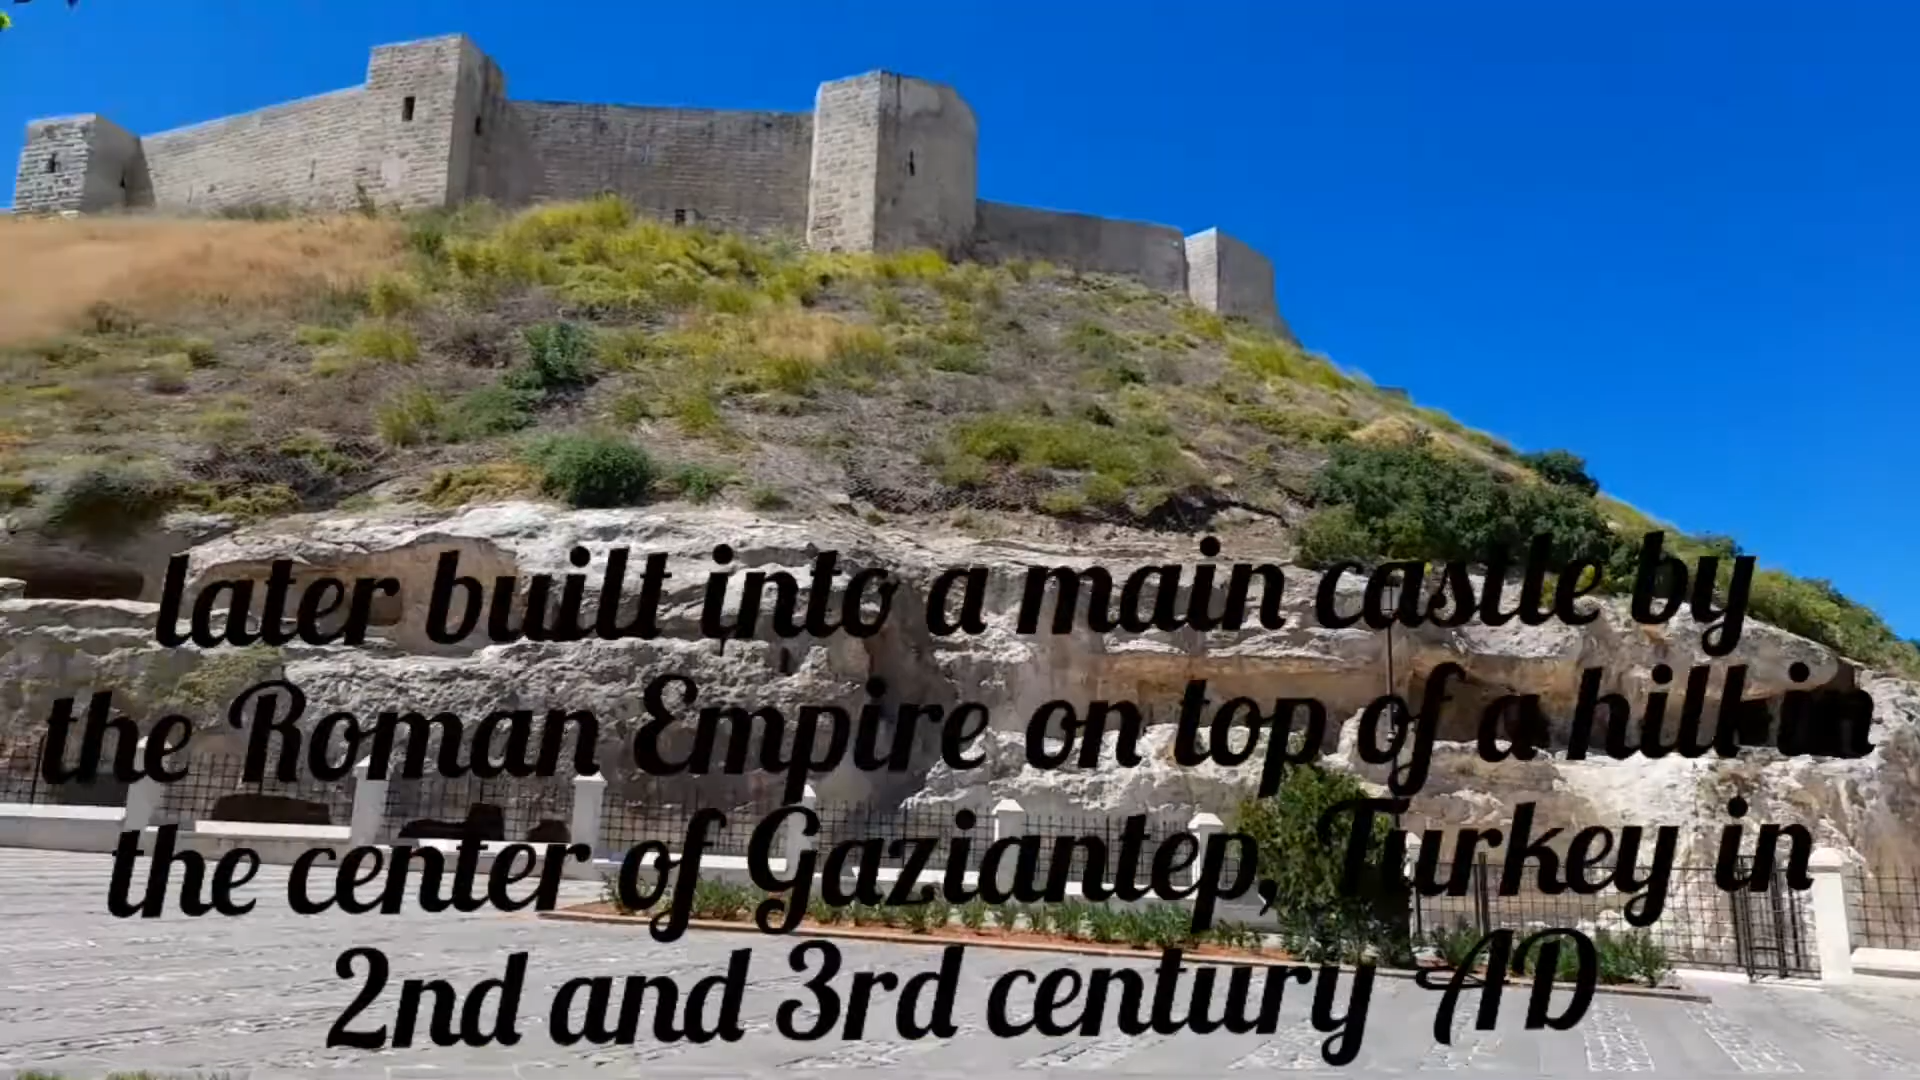 later built into a main castle by
the Roman Empire on top of a hill in
the center of Gaziantep, Turkey in
2nd and 3rd century AD